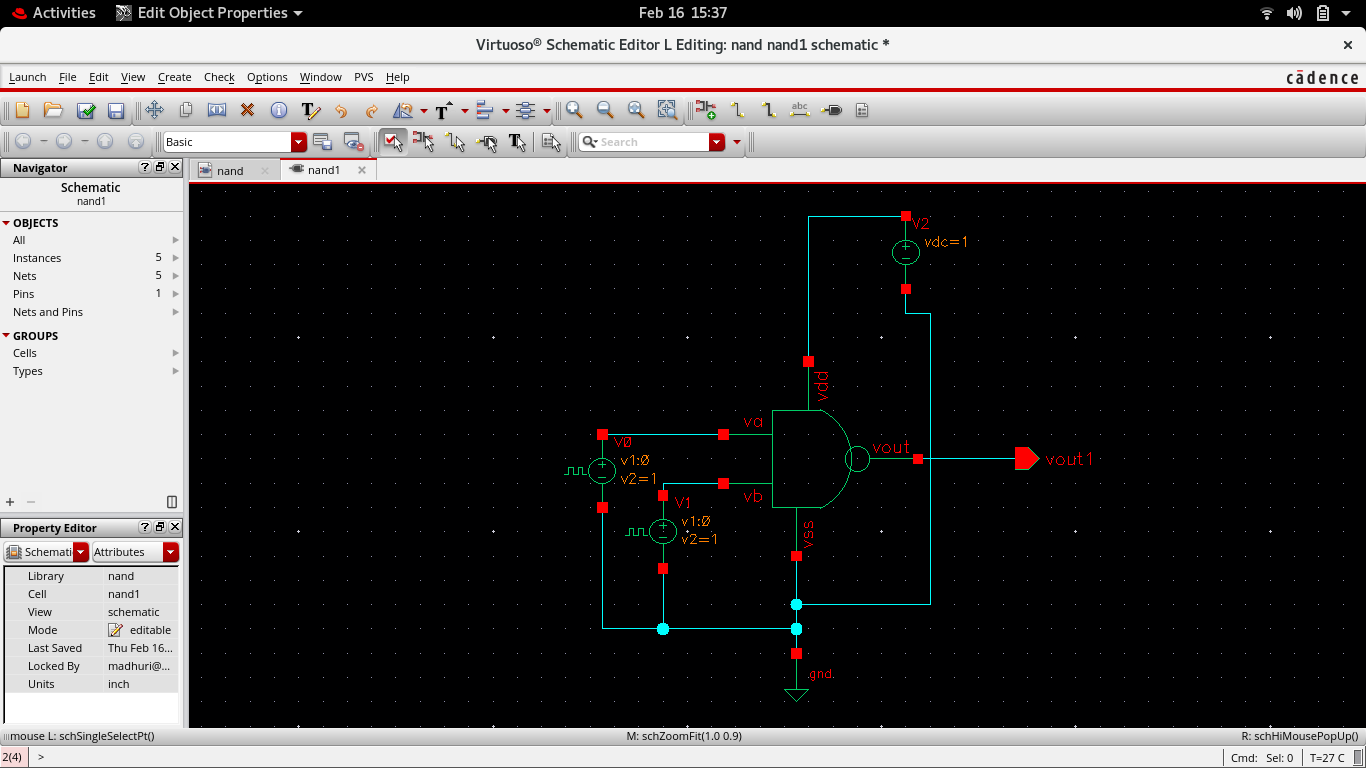 Activities Edit Object Properties Feb 16 15:37
Virtuoso® Schematic Editor L Editing: nand nand1 schematic * ×
Launch File Edit View Create Check Options Window PVS Help cādence
abc
Basic Search
Navigator ?
nand nand1
Schematic
nand1
OBJECTS
All
Instances 5
Nets 5
Pins 1
Nets and Pins
GROUPS
Cells
Types
V2
vdc=1
vdd
va
V0
v1:0
v2=1
vout
vout1
vb
V1
v1:0
v2=1
vss
gnd
Property Editor ?
Schemati Attributes
Library nand
Cell nand1
View schematic
Mode editable
Last Saved Thu Feb 16...
Locked By madhuri@...
Units inch
mouse L: schSingleSelectPt() M: schZoomFit(1.0 0.9) R: schHiMousePopUp()
2(4) > Cmd: Sel: 0 T=27 C